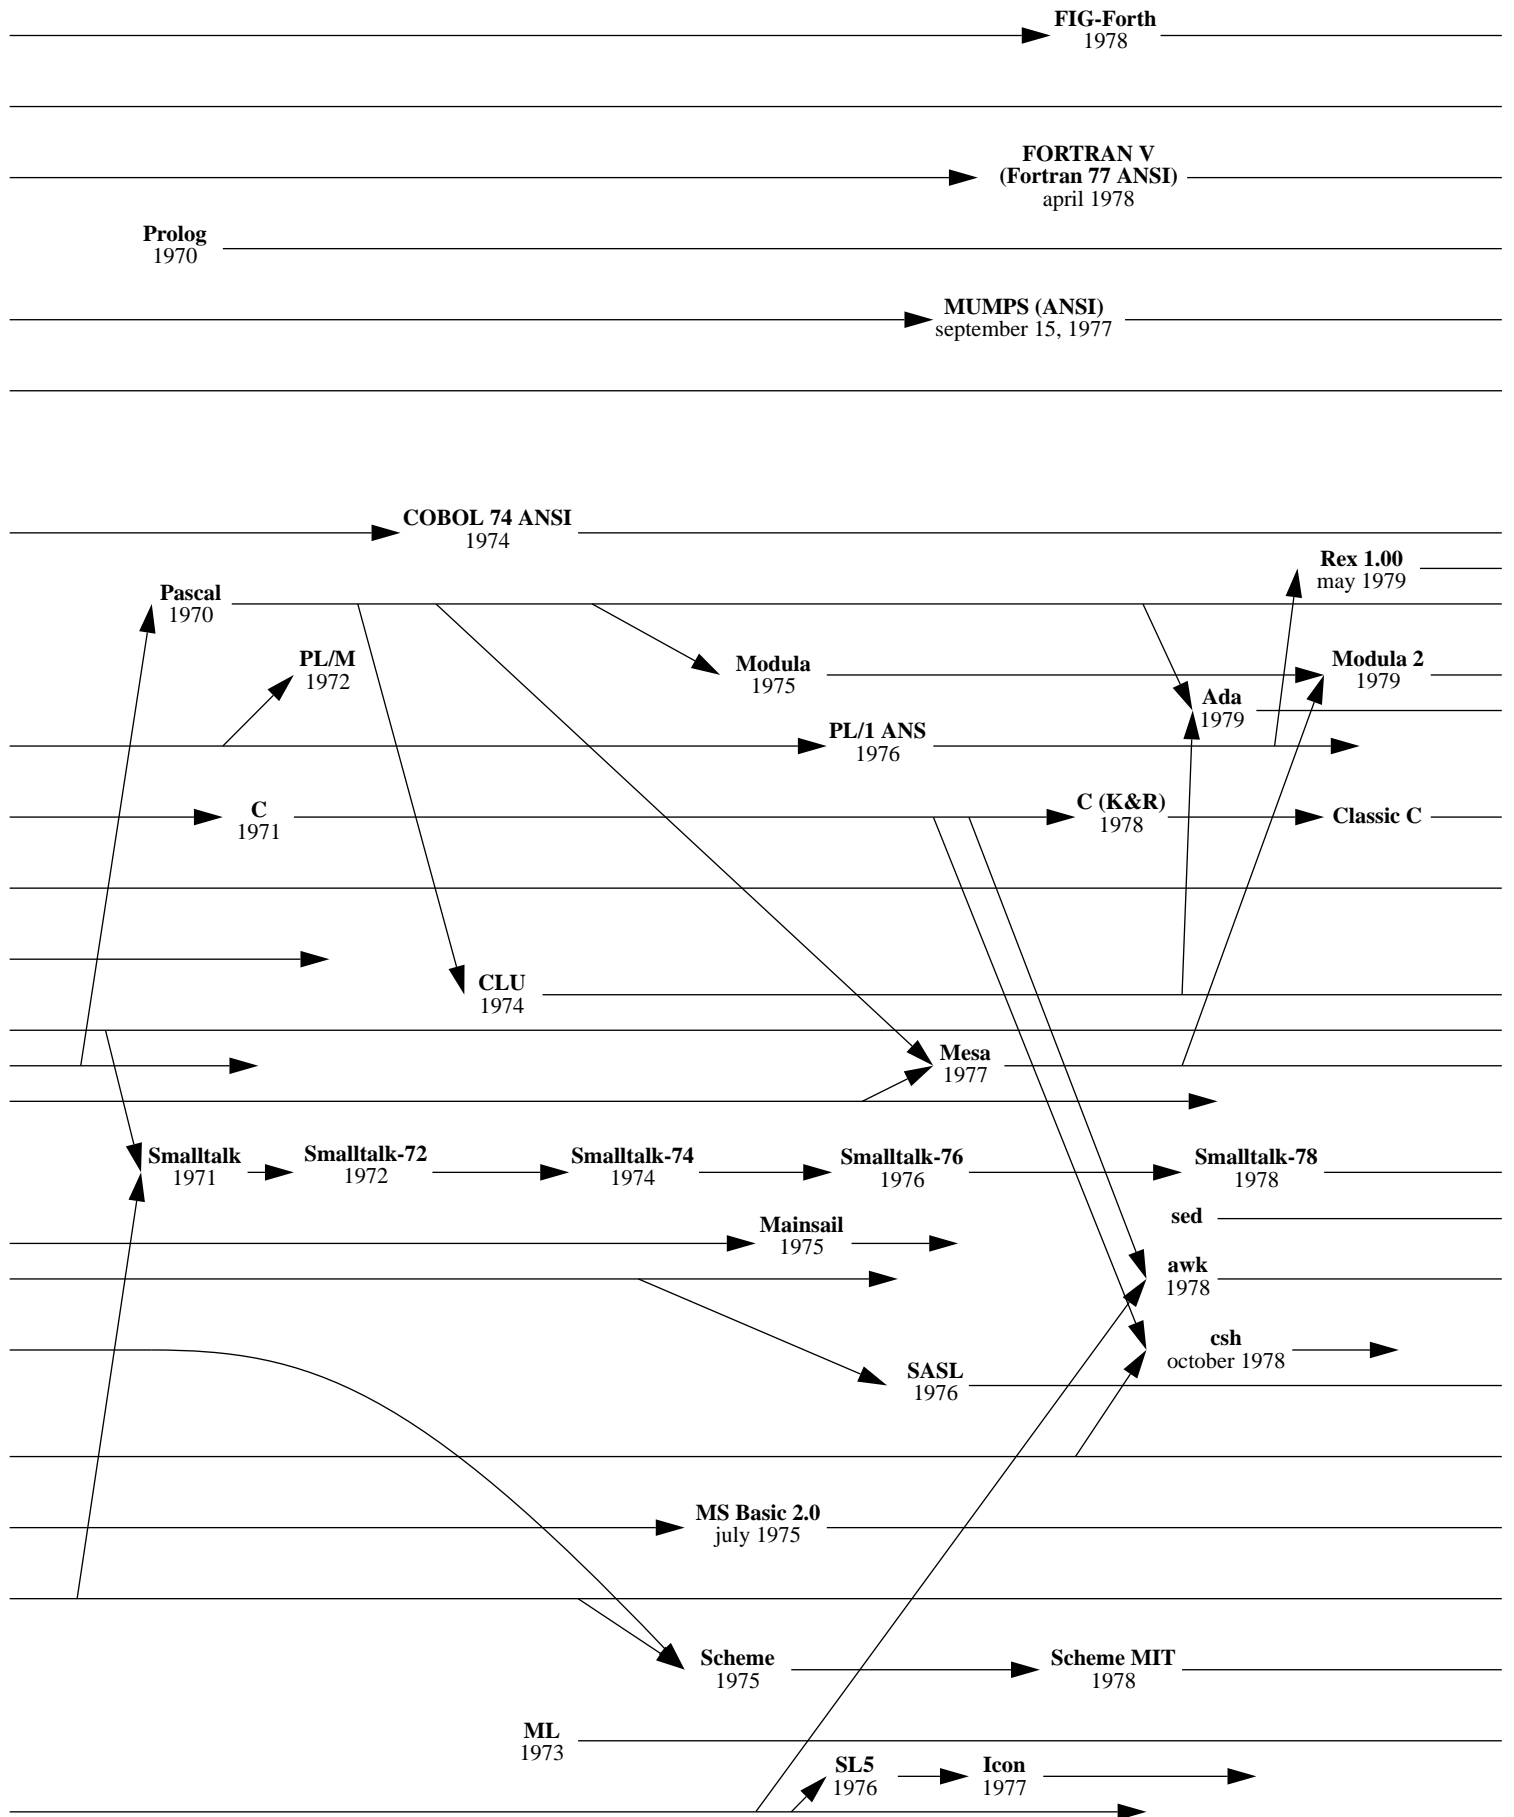 FIG-Forth
1978
FORTRAN V
(Fortran 77 ANSI)
april 1978
Prolog
1970
MUMPS (ANSI)
september 15, 1977
COBOL 74 ANSI
1974
Rex 1.00
may 1979
Pascal
1970
PL/M
1972
Modula
1975
Modula 2
1979
Ada
1979
PL/1 ANS
1976
C
1971
C (K&R)
1978
Classic C
CLU
1974
Mesa
1977
Smalltalk
1971
Smalltalk-72
1972
Smalltalk-74
1974
Smalltalk-76
1976
Smalltalk-78
1978
sed
Mainsail
1975
awk
1978
csh
october 1978
SASL
1976
MS Basic 2.0
july 1975
Scheme
1975
Scheme MIT
1978
ML
1973
SL5
1976
Icon
1977